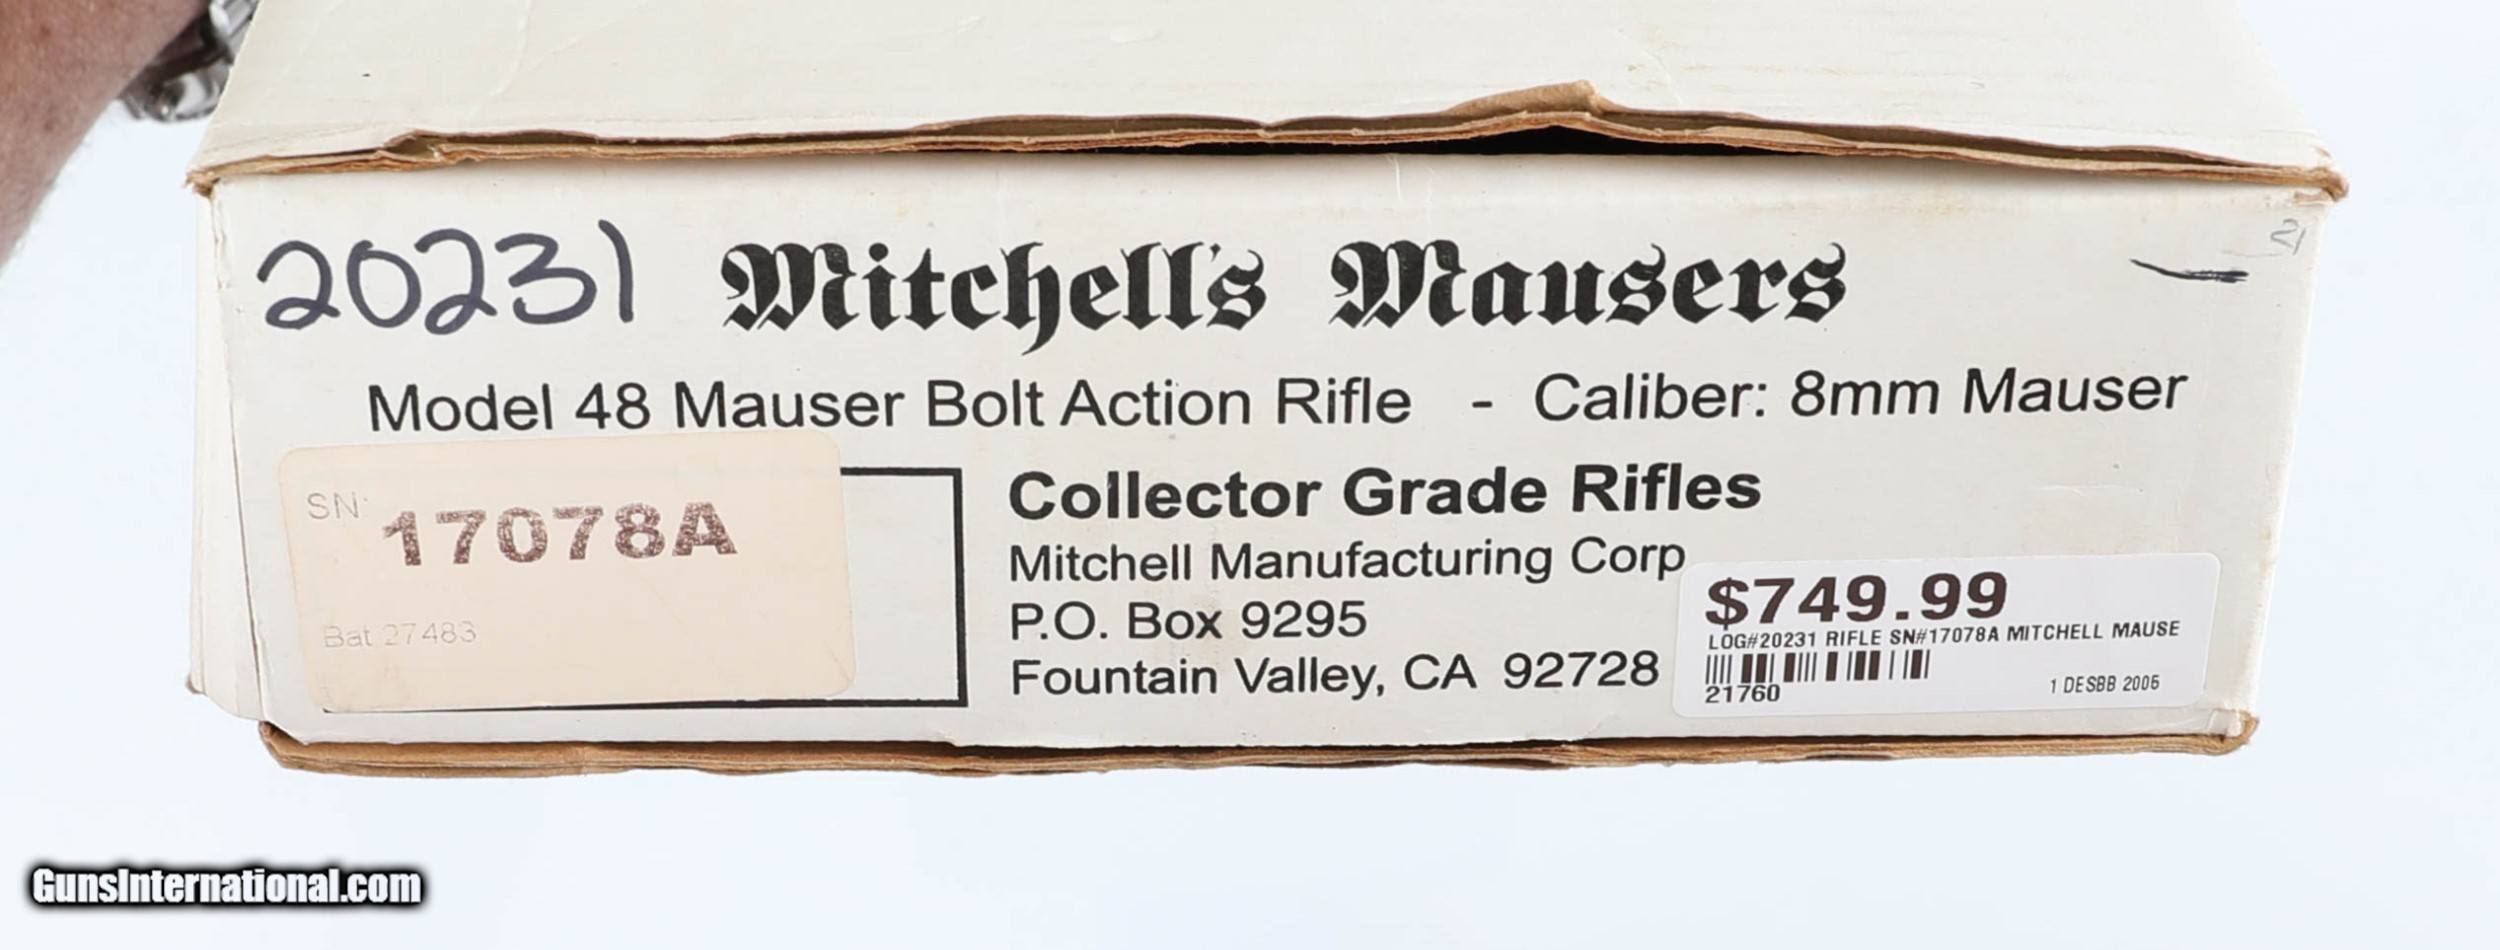 20231 Mitchell's Mausers
Model 48 Mauser Bolt Action Rifle - Caliber: 8mm Mauser
SN: 17078A
Bat 27483
Collector Grade Rifles
Mitchell Manufacturing Corp
P.O. Box 9295
Fountain Valley, CA 92728
$749.99
LOG#20231 RIFLE SN#17078A MITCHELL MAUSE
21760
1 DESBB 2005
GunsInternational.com